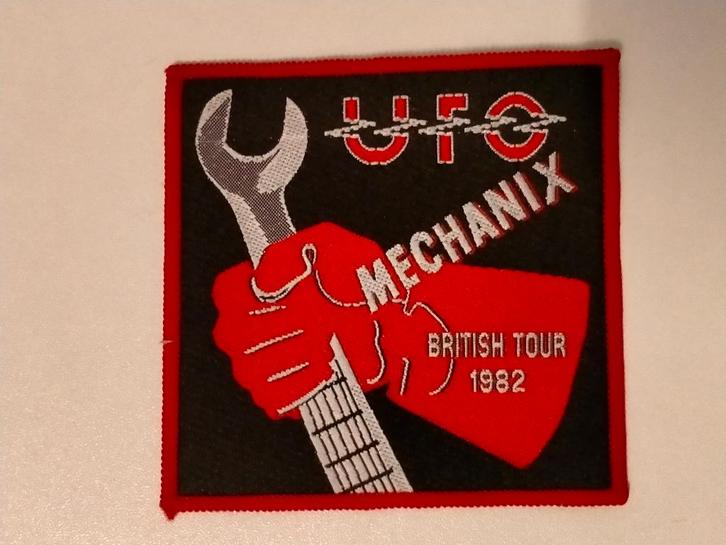 UFO
MECHANIX
BRITISH TOUR
1982